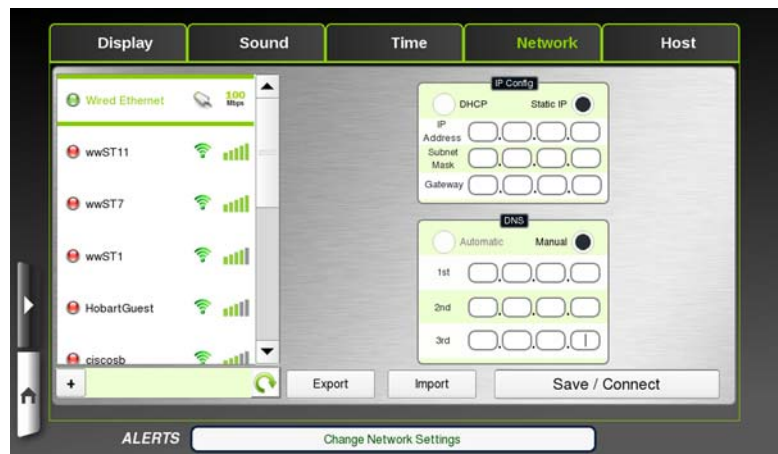 Display Sound Time Network Host
Wired Ethernet 100 Mbps
wwST11
wwST7
wwST1
HobartGuest
ciscosb
+
IP Config
DHCP Static IP
IP
Address
Subnet
Mask
Gateway
DNS
Automatic Manual
1st
2nd
3rd
Export Import Save / Connect
ALERTS Change Network Settings